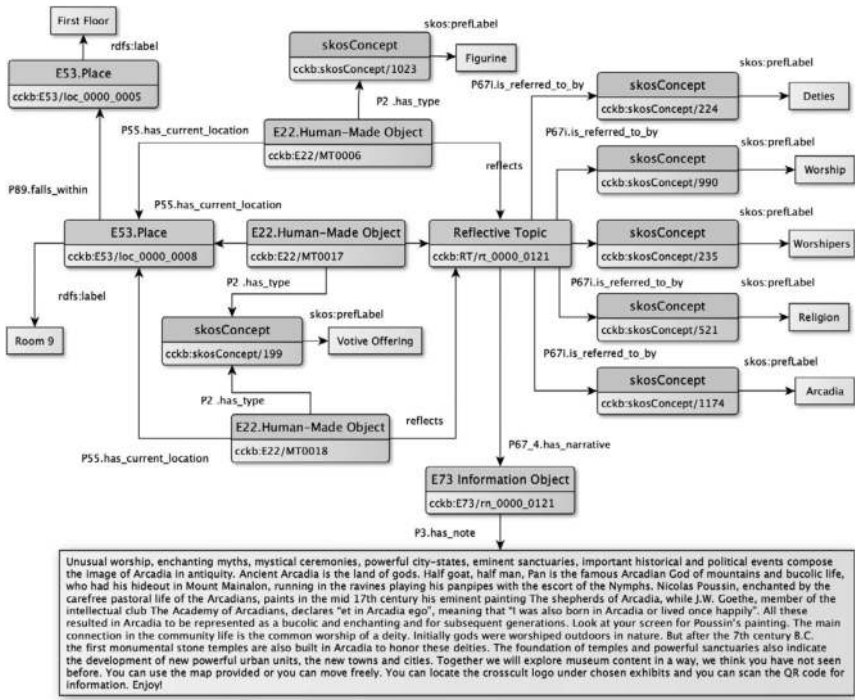 First Floor
rdfs:label
E53.Place
cckb:E53/loc_0000_0005
skosConcept
cckb:skosConcept/1023
skos:prefLabel
Figurine
P2 .has_type
P55.has_current_location
E22.Human-Made Object
cckb:E22/MT0006
reflects
P67i.is_referred_to_by
skosConcept
cckb:skosConcept/224
skos:prefLabel
Deties
P67i.is_referred_to_by
skosConcept
cckb:skosConcept/990
skos:prefLabel
Worship
P89.falls_within
P55.has_current_location
E53.Place
cckb:E53/loc_0000_0008
E22.Human-Made Object
cckb:E22/MT0017
Reflective Topic
cckb:RT/rt_0000_0121
skosConcept
cckb:skosConcept/235
skos:prefLabel
Worshipers
P2 .has_type
P67i.is_referred_to_by
rdfs:label
Room 9
skosConcept
cckb:skosConcept/199
skos:prefLabel
Votive Offering
skosConcept
cckb:skosConcept/521
skos:prefLabel
Religion
P67i.is_referred_to_by
skosConcept
cckb:skosConcept/1174
skos:prefLabel
Arcadia
P2 .has_type
E22.Human-Made Object
cckb:E22/MT0018
reflects
P55.has_current_location
P67_4.has_narrative
E73 Information Object
cckb:E73/rn_0000_0121
P3.has_note
Unusual worship, enchanting myths, mystical ceremonies, powerful city-states, eminent sanctuaries, important historical and political events compose
the image of Arcadia in antiquity. Ancient Arcadia is the land of gods. Half goat, half man, Pan is the famous Arcadian God of mountains and bucolic life,
who had his hideout in Mount Mainalon, running in the ravines playing his panpipes with the escort of the Nymphs. Nicolas Poussin, enchanted by the
carefree pastoral life of the Arcadians, paints in the mid 17th century his eminent painting The shepherds of Arcadia, while J.W. Goethe, member of the
intellectual club The Academy of Arcadians, declares "et in Arcadia ego", meaning that "I was also born in Arcadia or lived once happily". All these
resulted in Arcadia to be represented as a bucolic and enchanting and for subsequent generations. Look at your screen for Poussin's painting. The main
connection in the community life is the common worship of a deity. Initially gods were worshiped outdoors in nature. But after the 7th century B.C.
the first monumental stone temples are also built in Arcadia to honor these deities. The foundation of temples and powerful sanctuaries also indicate
the development of new powerful urban units, the new towns and cities. Together we will explore museum content in a way, we think you have not seen
before. You can use the map provided or you can move freely. You can locate the crosscult logo under chosen exhibits and you can scan the QR code for
information. Enjoy!